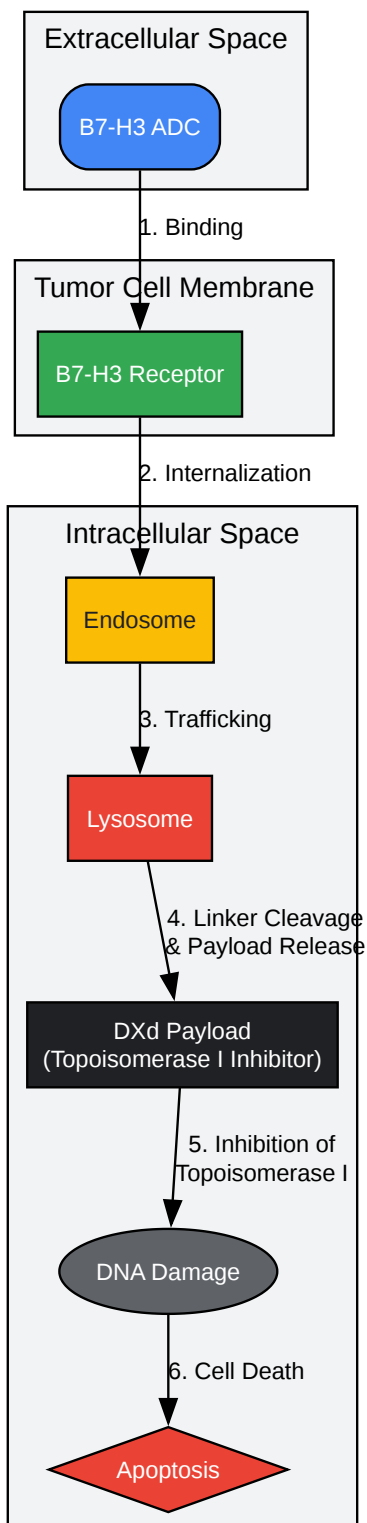 Extracellular Space
B7-H3 ADC
1. Binding
Tumor Cell Membrane
B7-H3 Receptor
2. Internalization
Intracellular Space
Endosome
3. Trafficking
Lysosome
4. Linker Cleavage
& Payload Release
DXd Payload
(Topoisomerase I Inhibitor)
5. Inhibition of
Topoisomerase I
DNA Damage
6. Cell Death
Apoptosis